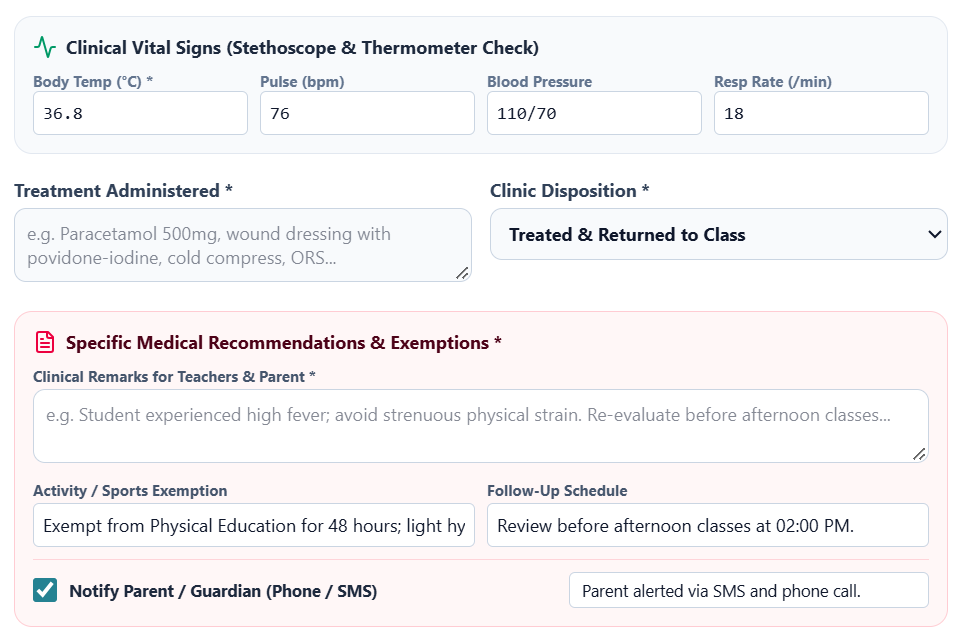 Clinical Vital Signs (Stethoscope & Thermometer Check)
Body Temp (°C) * Pulse (bpm) Blood Pressure Resp Rate (/min)
36.8 76 110/70 18
Treatment Administered * Clinic Disposition *
e.g. Paracetamol 500mg, wound dressing with
povidone-iodine, cold compress, ORS...
Treated & Returned to Class
Specific Medical Recommendations & Exemptions *
Clinical Remarks for Teachers & Parent *
e.g. Student experienced high fever; avoid strenuous physical strain. Re-evaluate before afternoon classes...
Activity / Sports Exemption Follow-Up Schedule
Exempt from Physical Education for 48 hours; light hy Review before afternoon classes at 02:00 PM.
Notify Parent / Guardian (Phone / SMS) Parent alerted via SMS and phone call.